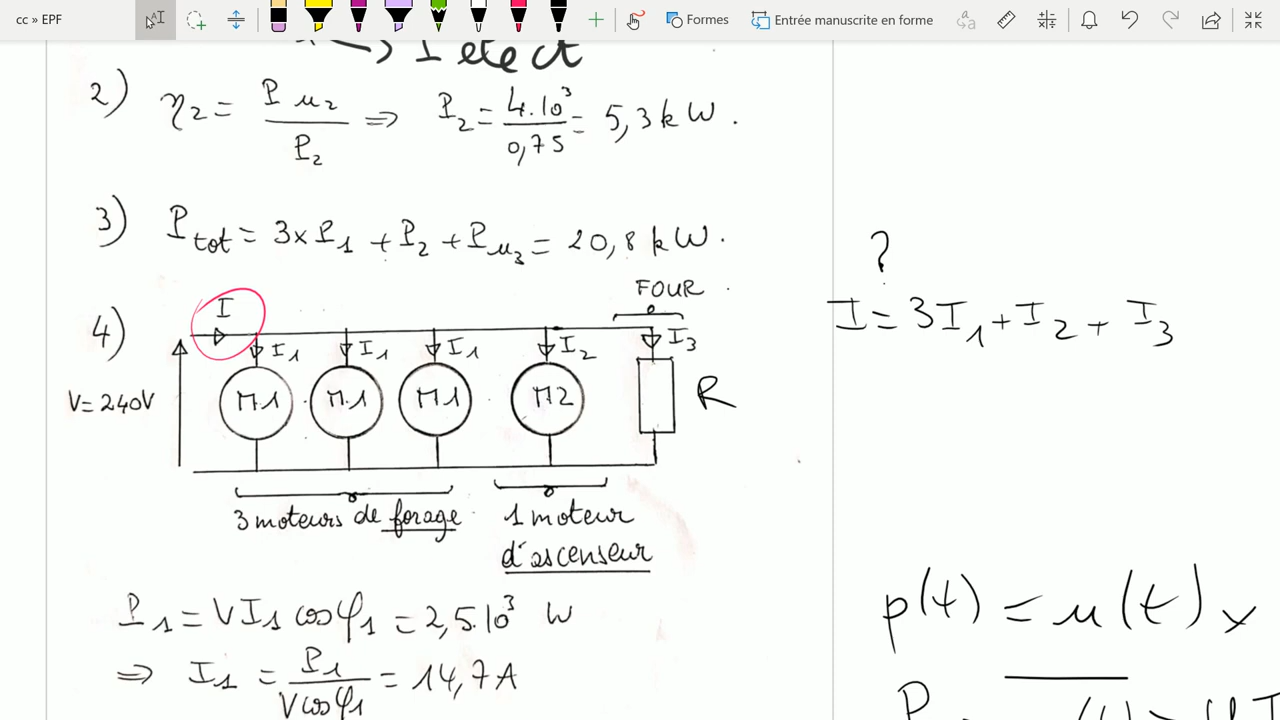 cc » EPF
Formes
Entrée manuscrite en forme
I élect
2) η2 = Pu2 / P2 ⇒ P2 = 4.10³ / 0,75 = 5,3 kW.
3) Ptot = 3×P1 + P2 + Pu3 = 20,8 kW.
FOUR
4) I
I1 I1 I1 I2 I3
V=240V
M1 M1 M1 M2 R
3 moteurs de forage
1 moteur
d'ascenseur
P1 = VI1 cosφ1 = 2,5.10³ W
⇒ I1 = P1 / Vcosφ1 = 14,7A
?
I = 3I1 + I2 + I3
p(t) = u(t) ×